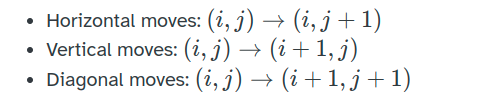 • Horizontal moves: (i, j) → (i, j + 1)
• Vertical moves: (i, j) → (i + 1, j)
• Diagonal moves: (i, j) → (i + 1, j + 1)